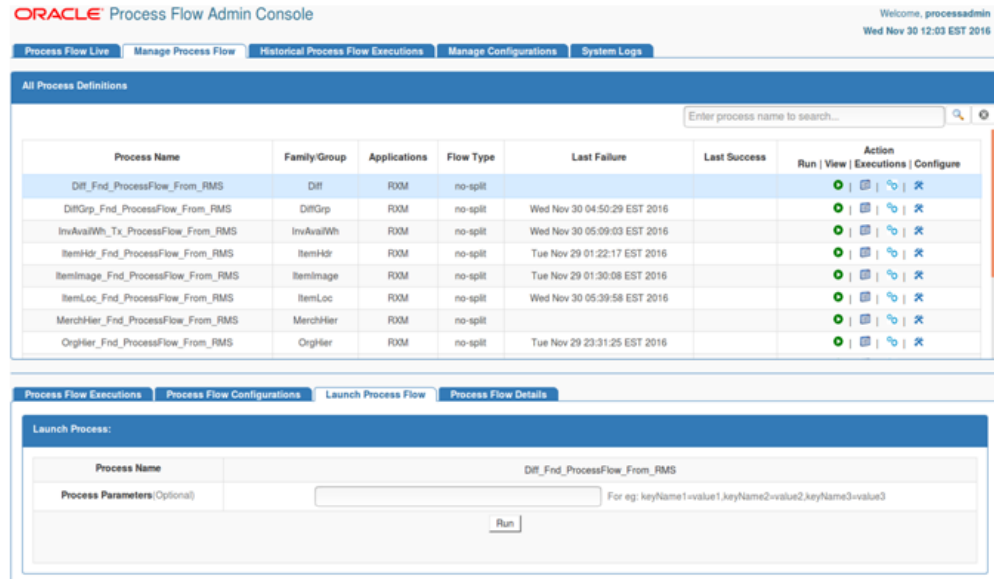 ORACLE Process Flow Admin Console
Welcome, processadmin
Wed Nov 30 12:03 EST 2016
Process Flow Live Manage Process Flow Historical Process Flow Executions Manage Configurations System Logs
All Process Definitions
Enter process name to search...
Process Name Family/Group Applications Flow Type Last Failure Last Success Action
Run | View | Executions | Configure
Diff_Fnd_ProcessFlow_From_RMS Diff RXM no-split
DiffGrp_Fnd_ProcessFlow_From_RMS DiffGrp RXM no-split Wed Nov 30 04:50:29 EST 2016
InvAvailWh_Tx_ProcessFlow_From_RMS InvAvailWh RXM no-split Wed Nov 30 05:09:03 EST 2016
ItemHdr_Fnd_ProcessFlow_From_RMS ItemHdr RXM no-split Tue Nov 29 01:22:17 EST 2016
ItemImage_Fnd_ProcessFlow_From_RMS ItemImage RXM no-split Tue Nov 29 01:30:08 EST 2016
ItemLoc_Fnd_ProcessFlow_From_RMS ItemLoc RXM no-split Wed Nov 30 05:39:58 EST 2016
MerchHier_Fnd_ProcessFlow_From_RMS MerchHier RXM no-split
OrgHier_Fnd_ProcessFlow_From_RMS OrgHier RXM no-split Tue Nov 29 23:31:25 EST 2016
Process Flow Executions Process Flow Configurations Launch Process Flow Process Flow Details
Launch Process:
Process Name Diff_Fnd_ProcessFlow_From_RMS
Process Parameters(Optional) For eg: keyName1=value1,keyName2=value2,keyName3=value3
Run